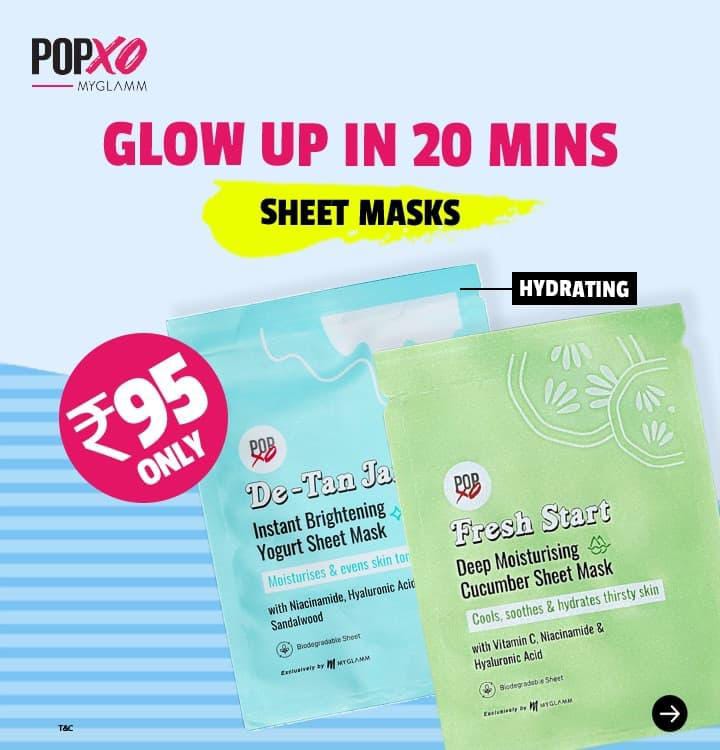 POPXO
MYGLAMM
GLOW UP IN 20 MINS
SHEET MASKS
HYDRATING
₹95
ONLY
POP
XO
De-Tan
Instant Brightening
Yogurt Sheet Mask
Moisturises & evens skin
with Niacinamide, Hyaluronic Acid
Sandalwood
Biodegradable Sheet
Exclusively by MYGLAMM
POP
XO
Fresh Start
Deep Moisturising
Cucumber Sheet Mask
Cools, soothes & hydrates thirsty skin
with Vitamin C, Niacinamide &
Hyaluronic Acid
Biodegradable Sheet
Exclusively by MYGLAMM
T&C